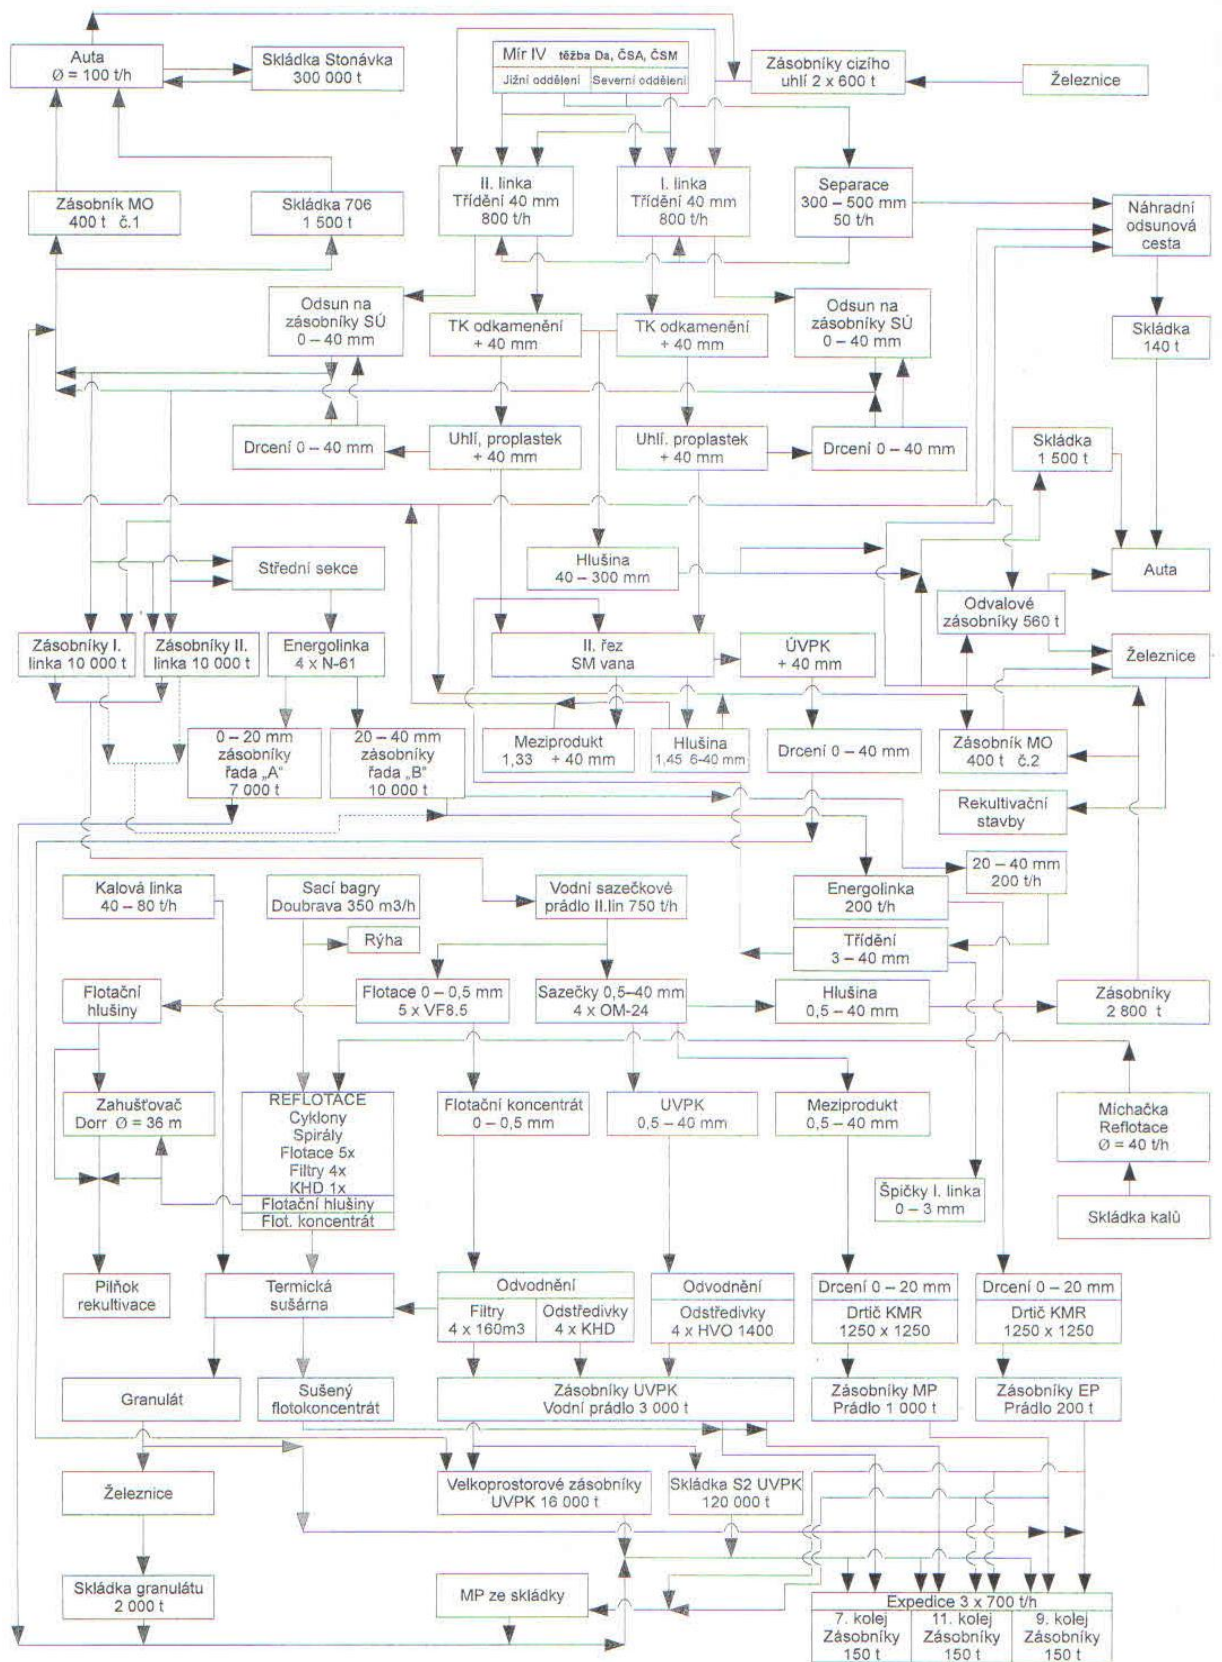 Auta
Ø = 100 t/h
Skládka Stonávka
300 000 t
Mír IV těžba Da, ČSA, ČSM
Jižní oddělení
Severní oddělení
Zásobníky cizího
uhlí 2 x 600 t
Železnice
Zásobník MO
400 t č.1
Skládka 706
1 500 t
II. linka
Třídění 40 mm
800 t/h
I. linka
Třídění 40 mm
800 t/h
Separace
300 – 500 mm
50 t/h
Náhradní
odsunová
cesta
Odsun na
zásobníky SÚ
0 – 40 mm
TK odkamenění
+ 40 mm
TK odkamenění
+ 40 mm
Odsun na
zásobníky SÚ
0 – 40 mm
Skládka
140 t
Drcení 0 – 40 mm
Uhlí, proplastek
+ 40 mm
Uhlí. proplastek
+ 40 mm
Drcení 0 – 40 mm
Skládka
1 500 t
Střední sekce
Hlušina
40 – 300 mm
Auta
Odvalové
zásobníky 560 t
Zásobníky I.
linka 10 000 t
Zásobníky II.
linka 10 000 t
Energolinka
4 x N-61
II. řez
SM vana
ÚVPK
+ 40 mm
Železnice
0 – 20 mm
zásobníky
řada „A“
7 000 t
20 – 40 mm
zásobníky
řada „B“
10 000 t
Meziprodukt
1,33 + 40 mm
Hlušina
1,45 6-40 mm
Drcení 0 – 40 mm
Zásobník MO
400 t č.2
Rekultivační
stavby
Kalová linka
40 – 80 t/h
Sací bagry
Doubrava 350 m3/h
Vodní sazečkové
prádlo II.lin 750 t/h
Energolinka
200 t/h
20 – 40 mm
200 t/h
Rýha
Třídění
3 – 40 mm
Flotační
hlušiny
Flotace 0 – 0,5 mm
5 x VF8.5
Sazečky 0,5–40 mm
4 x OM-24
Hlušina
0,5 – 40 mm
Zásobníky
2 800 t
Zahušťovač
Dorr Ø = 36 m
REFLOTACE
Cyklony
Spirály
Flotace 5x
Filtry 4x
KHD 1x
Flotační hlušiny
Flot. koncentrát
Flotační koncentrát
0 – 0,5 mm
UVPK
0,5 – 40 mm
Meziprodukt
0,5 – 40 mm
Míchačka
Reflotace
Ø = 40 t/h
Špičky I. linka
0 – 3 mm
Skládka kalů
Pilňok
rekultivace
Termická
sušárna
Odvodnění
Filtry
4 x 160m3
Odstředivky
4 x KHD
Odvodnění
Odstředivky
4 x HVO 1400
Drcení 0 – 20 mm
Drtič KMR
1250 x 1250
Drcení 0 – 20 mm
Drtič KMR
1250 x 1250
Granulát
Sušený
flotokoncentrát
Zásobníky UVPK
Vodní prádlo 3 000 t
Zásobníky MP
Prádlo 1 000 t
Zásobníky EP
Prádlo 200 t
Železnice
Velkoprostorové zásobníky
UVPK 16 000 t
Skládka S2 UVPK
120 000 t
Skládka granulátu
2 000 t
MP ze skládky
Expedice 3 x 700 t/h
7. kolej
Zásobníky
150 t
11. kolej
Zásobníky
150 t
9. kolej
Zásobníky
150 t